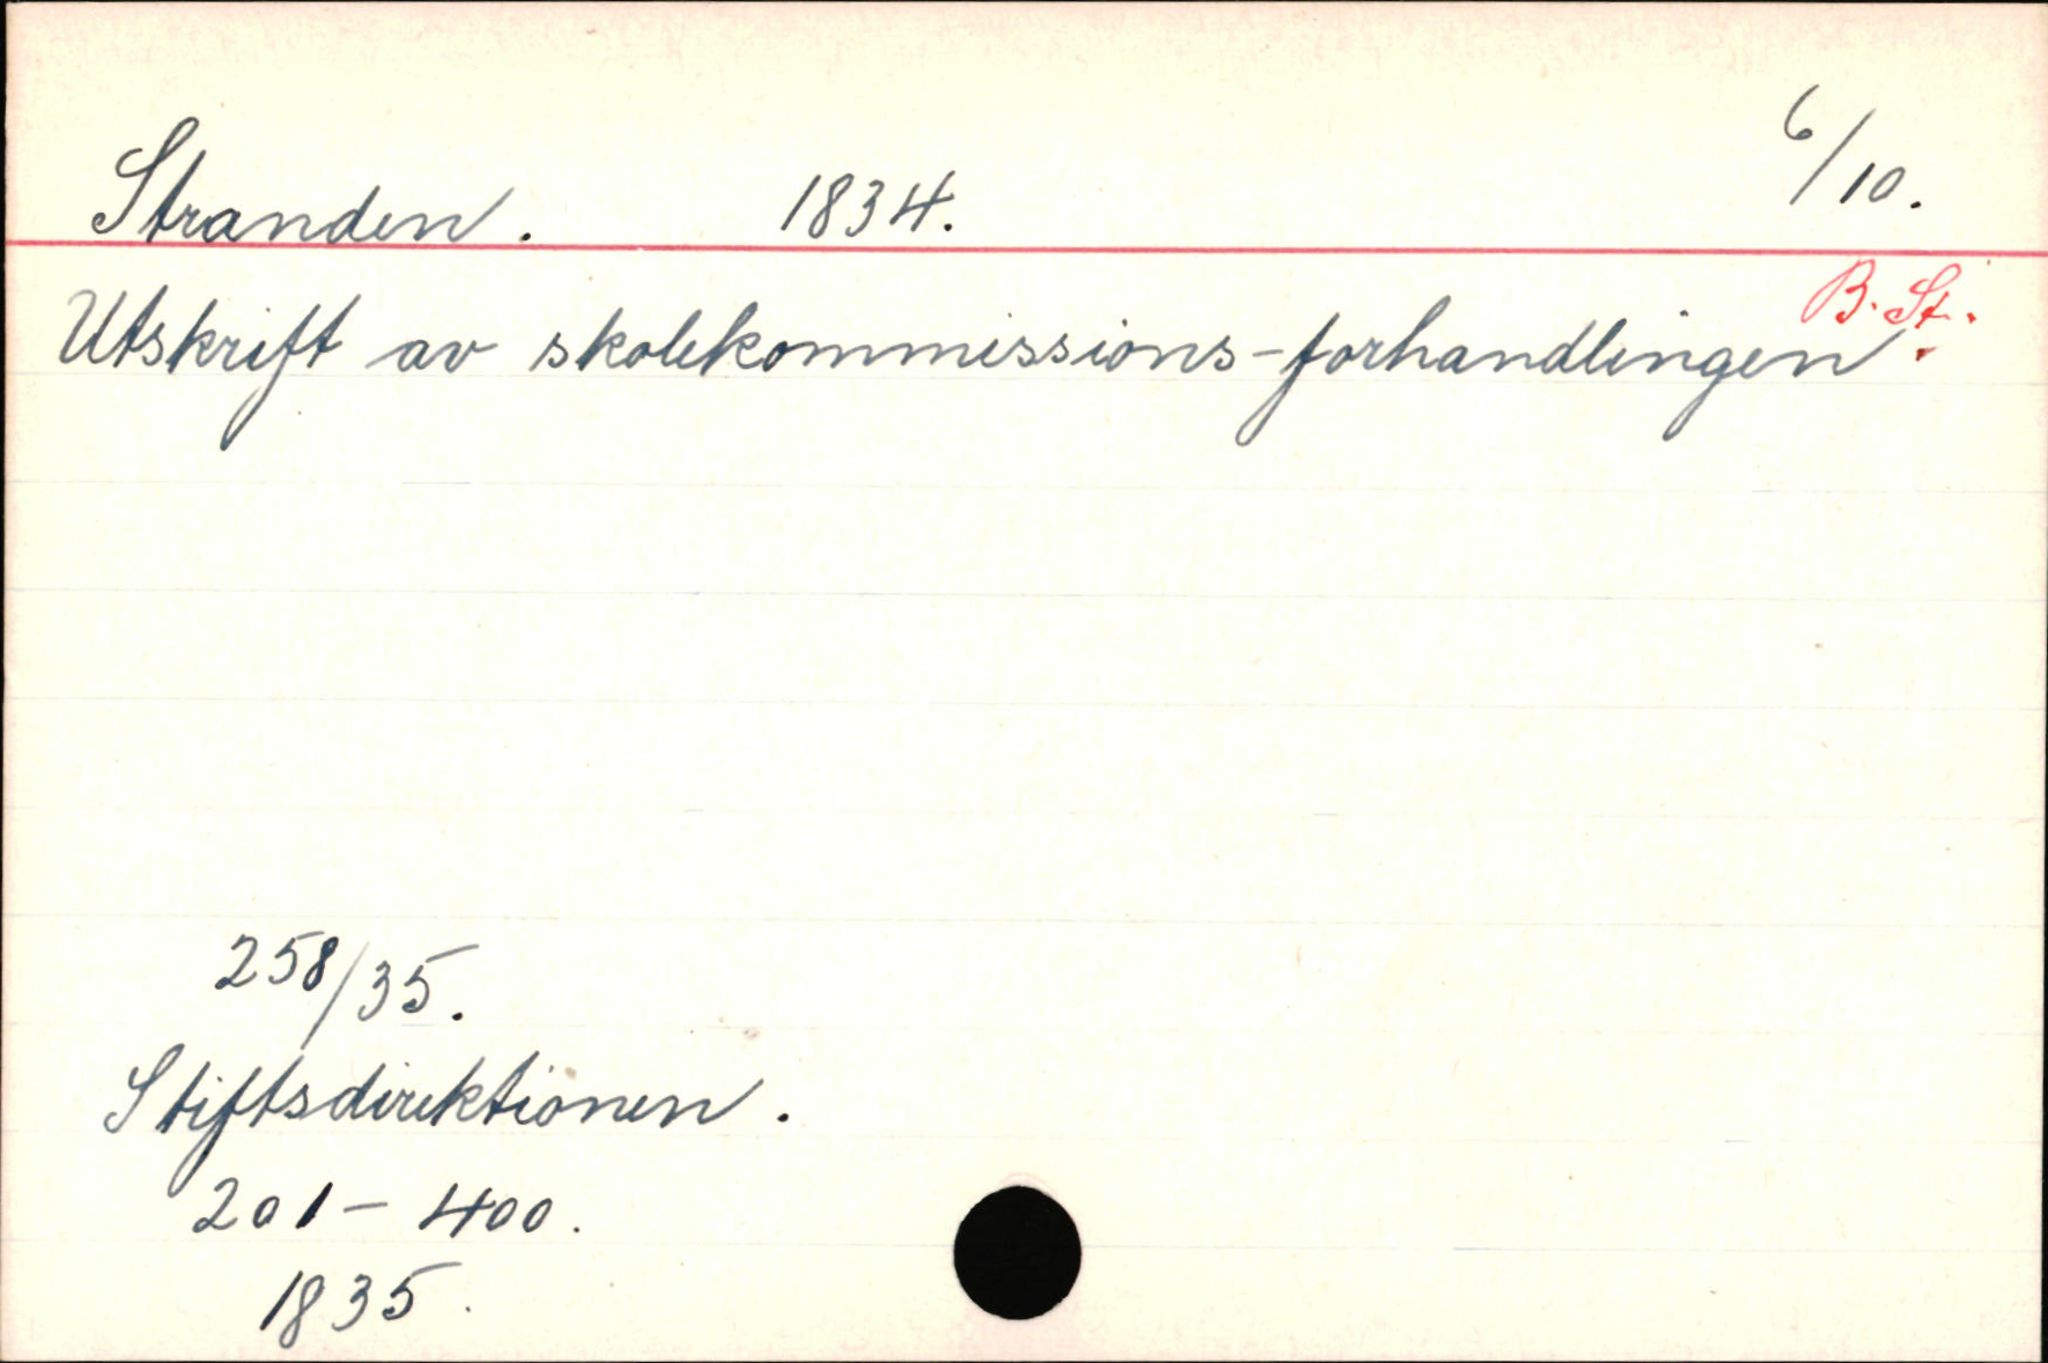 Stranden. 1834. 6/10.
B. St.
Utskrift av skolekommissions-forhandlingen.
258/35.
Stiftsdirektionen.
201-400.
1835.